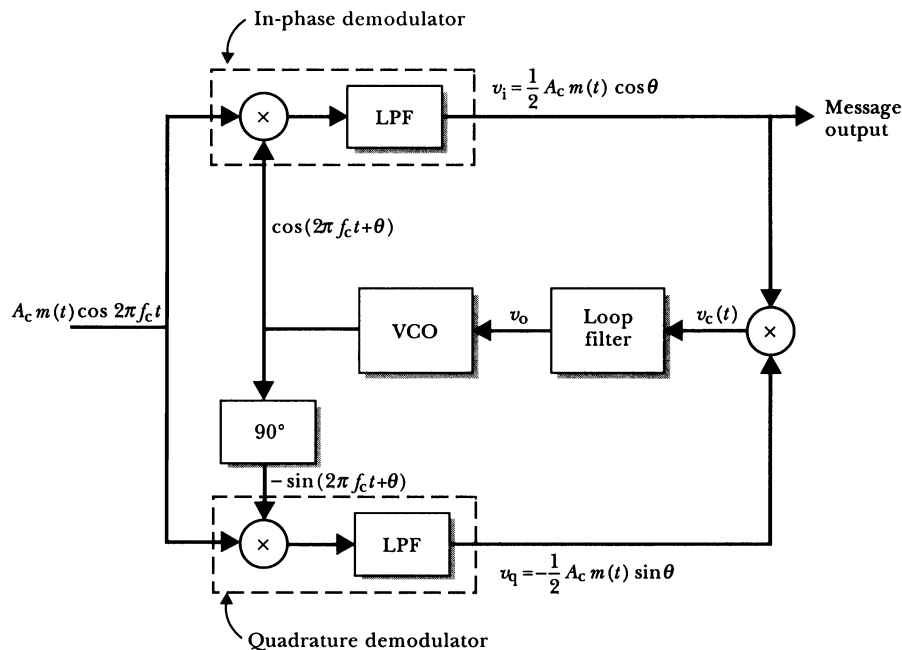 In-phase demodulator
× LPF
v_i = 1/2 A_c m(t) cos θ
Message
output
cos(2π f_c t+θ)
A_c m(t) cos 2π f_c t
VCO
v_o
Loop
filter
v_c(t)
×
90°
− sin (2π f_c t+θ)
× LPF
v_q = −1/2 A_c m(t) sin θ
Quadrature demodulator